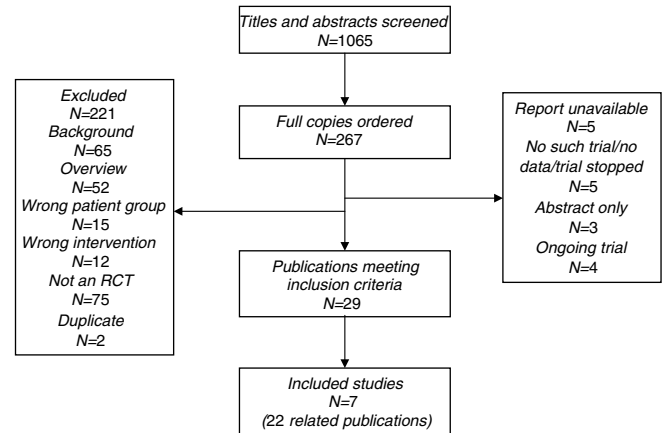 Titles and abstracts screened
N=1065
Excluded
N=221
Background
N=65
Overview
N=52
Wrong patient group
N=15
Wrong intervention
N=12
Not an RCT
N=75
Duplicate
N=2
Full copies ordered
N=267
Report unavailable
N=5
No such trial/no
data/trial stopped
N=5
Abstract only
N=3
Ongoing trial
N=4
Publications meeting
inclusion criteria
N=29
Included studies
N=7
(22 related publications)